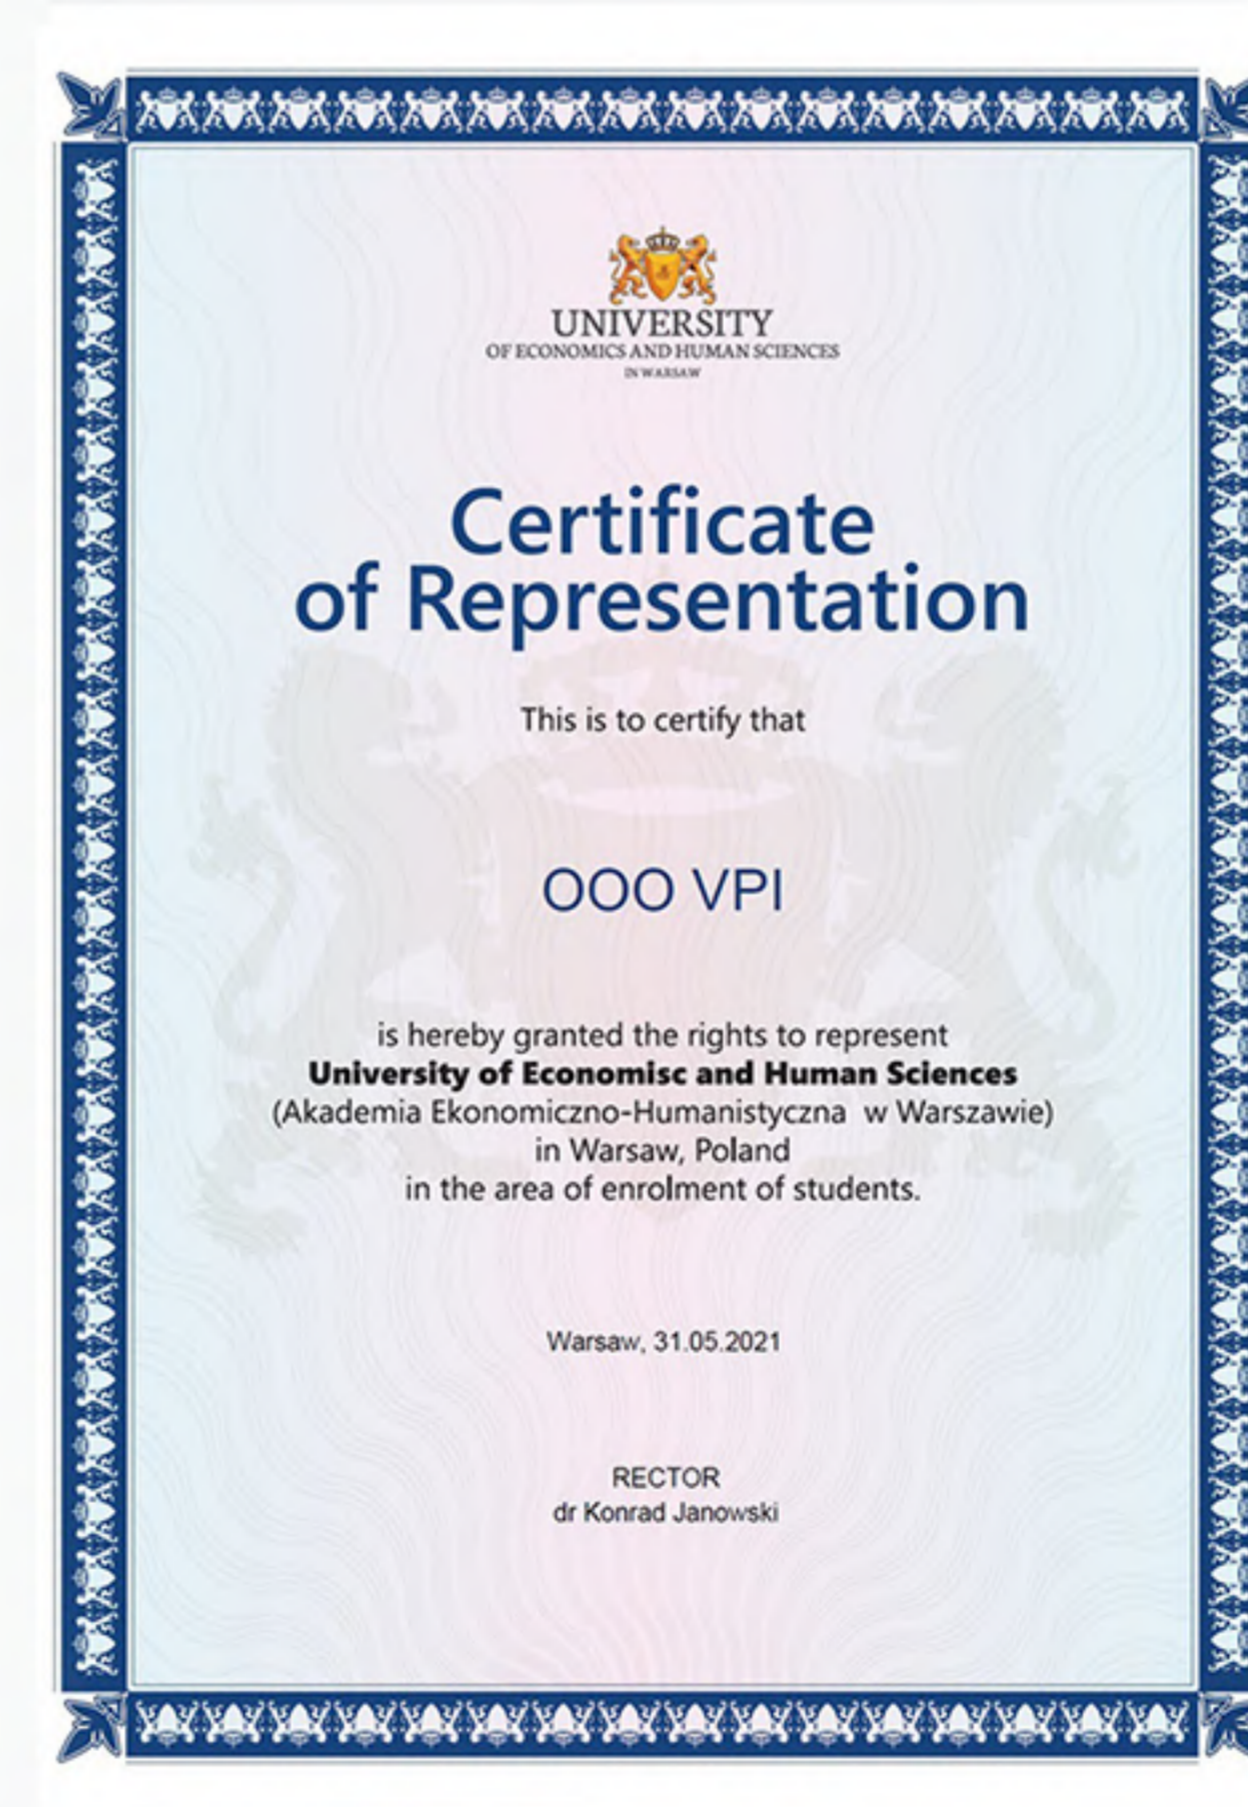 UNIVERSITY
OF ECONOMICS AND HUMAN SCIENCES
IN WARSAW
Certificate
of Representation
This is to certify that
OOO VPI
is hereby granted the rights to represent
University of Economisc and Human Sciences
(Akademia Ekonomiczno-Humanistyczna w Warszawie)
in Warsaw, Poland
in the area of enrolment of students.
Warsaw, 31.05.2021
RECTOR
dr Konrad Janowski